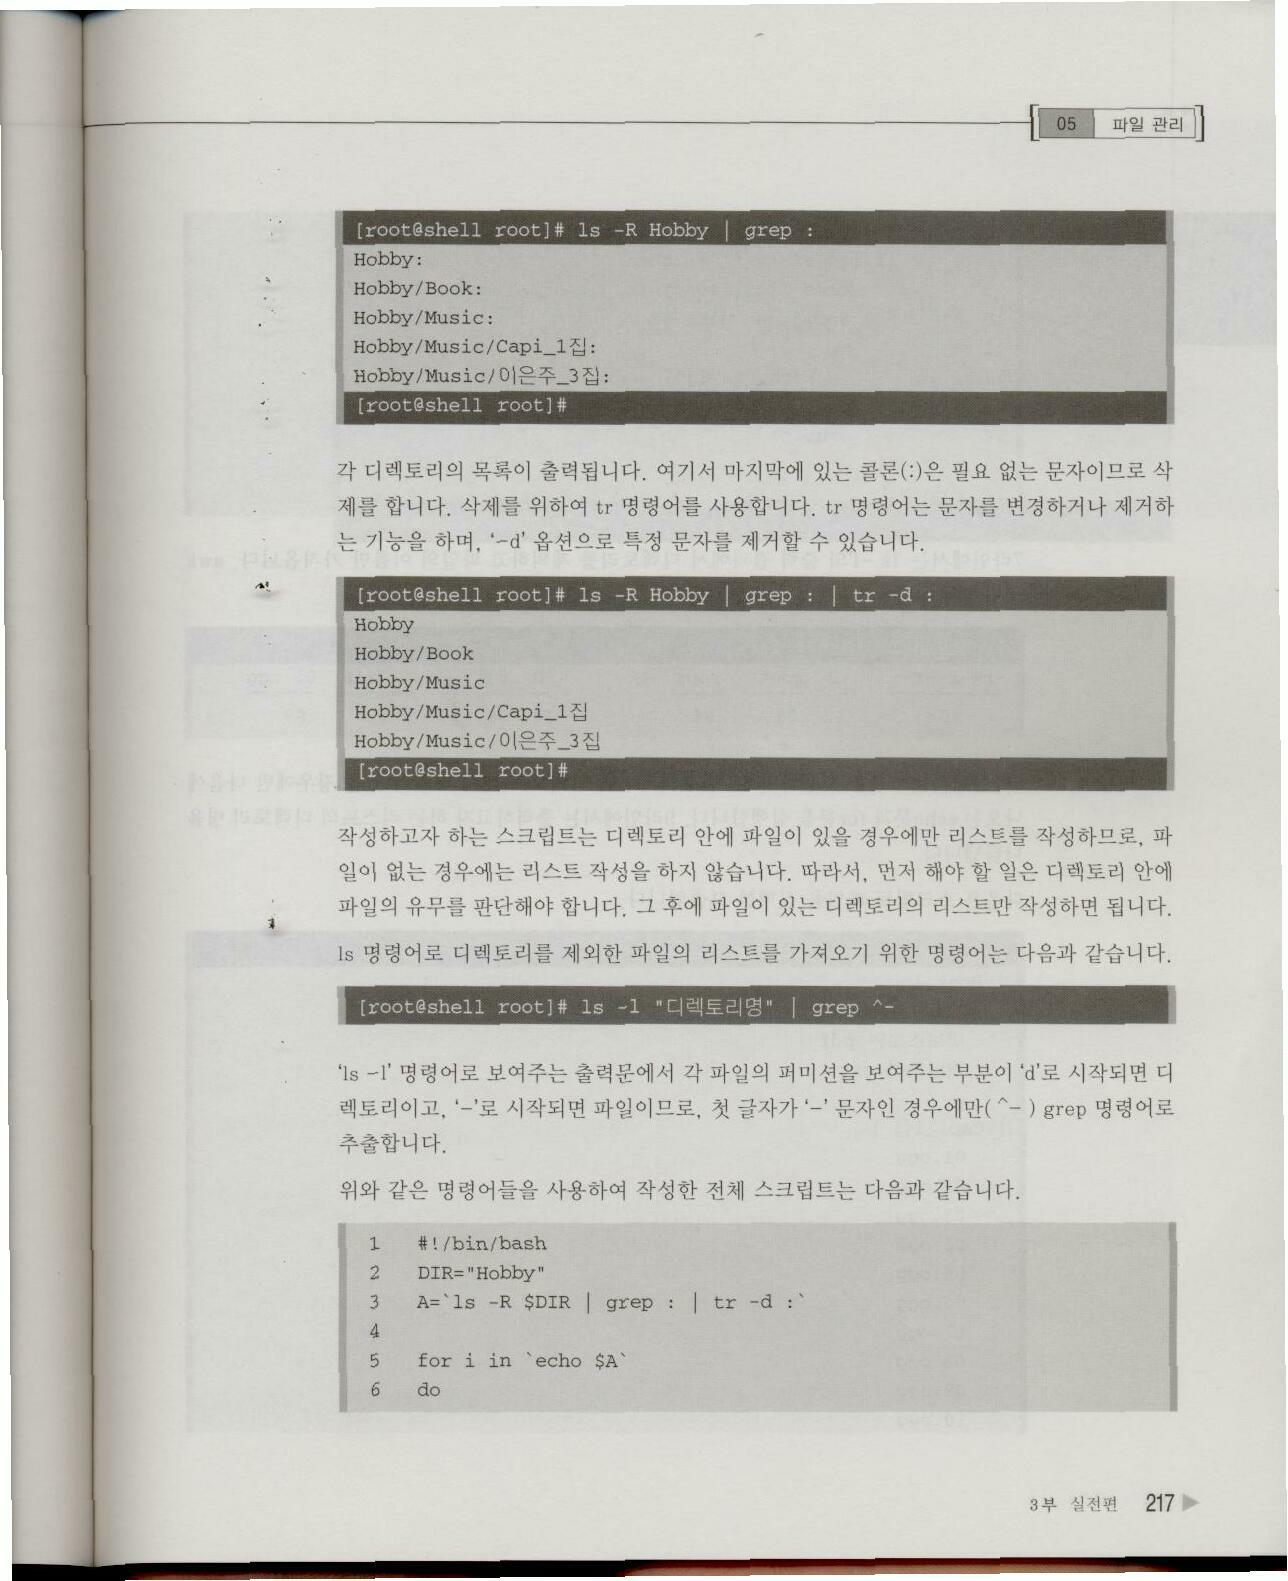 05 파일 관리
[root@shell root]# ls -R Hobby | grep :
Hobby:
Hobby/Book:
Hobby/Music:
Hobby/Music/Capi_1집:
Hobby/Music/이은주_3집:
[root@shell root]#
각 디렉토리의 목록이 출력됩니다. 여기서 마지막에 있는 콜론(:)은 필요 없는 문자이므로 삭
제를 합니다. 삭제를 위하여 tr 명령어를 사용합니다. tr 명령어는 문자를 변경하거나 제거하
는 기능을 하며, ‘-d’ 옵션으로 특정 문자를 제거할 수 있습니다.
[root@shell root]# ls -R Hobby | grep : | tr -d :
Hobby
Hobby/Book
Hobby/Music
Hobby/Music/Capi_1집
Hobby/Music/이은주_3집
[root@shell root]#
작성하고자 하는 스크립트는 디렉토리 안에 파일이 있을 경우에만 리스트를 작성하므로, 파
일이 없는 경우에는 리스트 작성을 하지 않습니다. 따라서, 먼저 해야 할 일은 디렉토리 안에
파일의 유무를 판단해야 합니다. 그 후에 파일이 있는 디렉토리의 리스트만 작성하면 됩니다.
ls 명령어로 디렉토리를 제외한 파일의 리스트를 가져오기 위한 명령어는 다음과 같습니다.
[root@shell root]# ls -l "디렉토리명" | grep ^-
‘ls -l’ 명령어로 보여주는 출력문에서 각 파일의 퍼미션을 보여주는 부분이 ‘d’로 시작되면 디
렉토리이고, ‘-’로 시작되면 파일이므로, 첫 글자가 ‘-’ 문자인 경우에만( ^- ) grep 명령어로
추출합니다.
위와 같은 명령어들을 사용하여 작성한 전체 스크립트는 다음과 같습니다.
1 #!/bin/bash
2 DIR="Hobby"
3 A=`ls -R $DIR | grep : | tr -d :`
4
5 for i in `echo $A`
6 do
3부 실전편 217